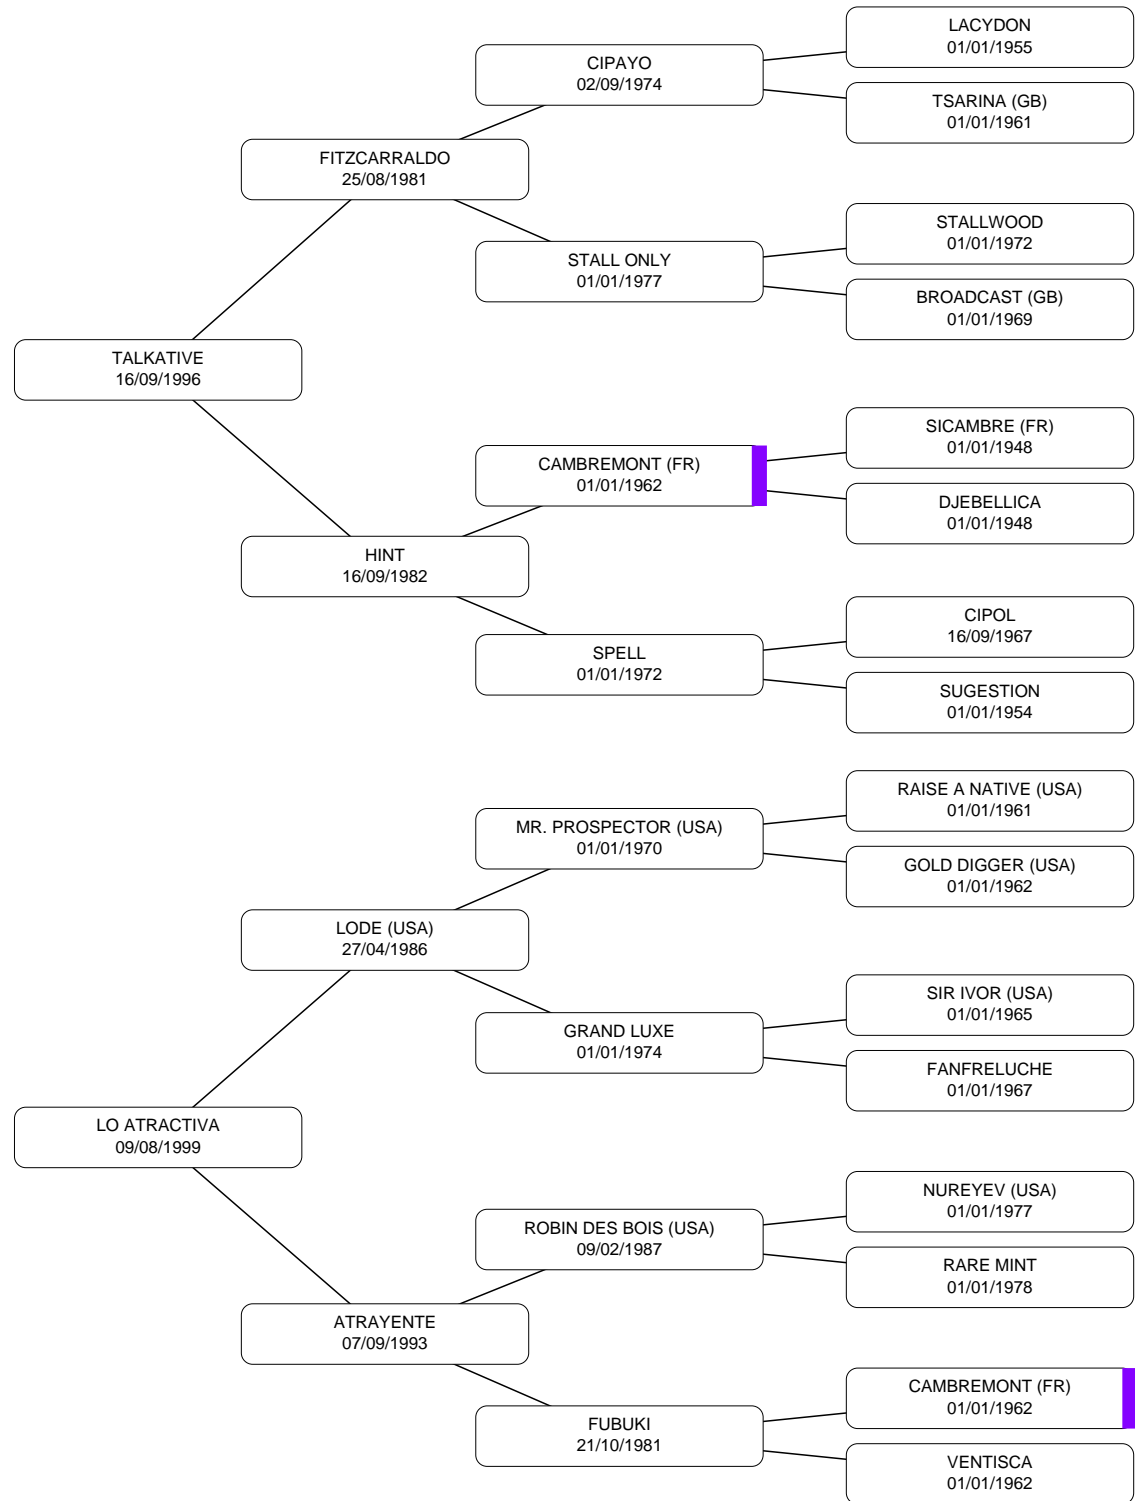 LACYDON
01/01/1955
CIPAYO
02/09/1974
TSARINA (GB)
01/01/1961
FITZCARRALDO
25/08/1981
STALLWOOD
01/01/1972
STALL ONLY
01/01/1977
BROADCAST (GB)
01/01/1969
TALKATIVE
16/09/1996
SICAMBRE (FR)
01/01/1948
CAMBREMONT (FR)
01/01/1962
DJEBELLICA
01/01/1948
HINT
16/09/1982
CIPOL
16/09/1967
SPELL
01/01/1972
SUGESTION
01/01/1954
RAISE A NATIVE (USA)
01/01/1961
MR. PROSPECTOR (USA)
01/01/1970
GOLD DIGGER (USA)
01/01/1962
LODE (USA)
27/04/1986
SIR IVOR (USA)
01/01/1965
GRAND LUXE
01/01/1974
FANFRELUCHE
01/01/1967
LO ATRACTIVA
09/08/1999
NUREYEV (USA)
01/01/1977
ROBIN DES BOIS (USA)
09/02/1987
RARE MINT
01/01/1978
ATRAYENTE
07/09/1993
CAMBREMONT (FR)
01/01/1962
FUBUKI
21/10/1981
VENTISCA
01/01/1962